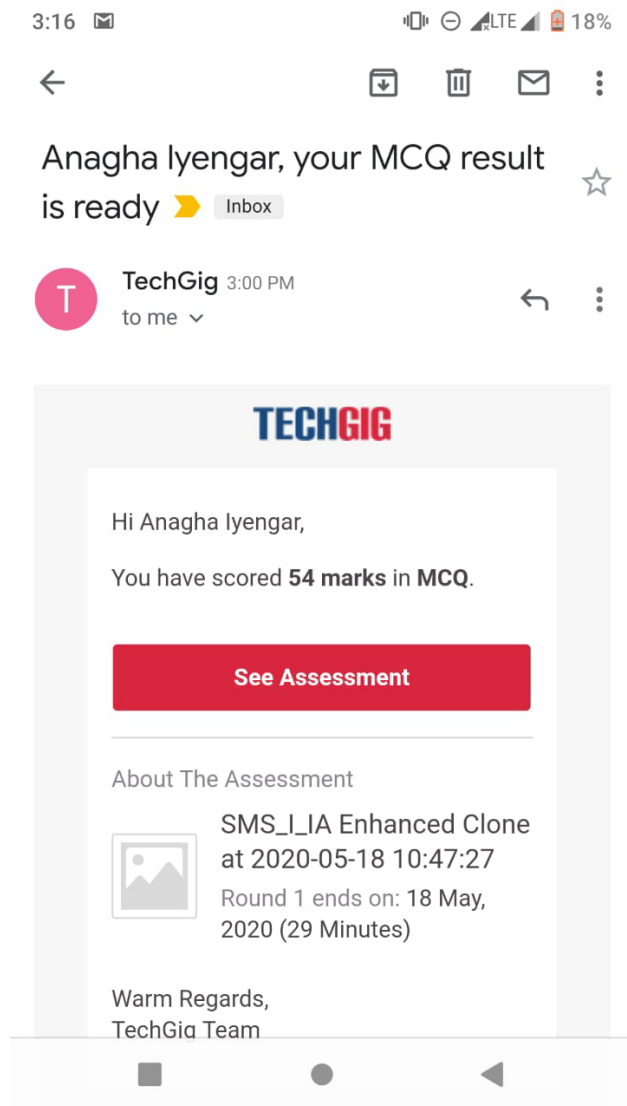 3:16 LTE 18%
Anagha Iyengar, your MCQ result
is ready Inbox
T
TechGig 3:00 PM
to me
TECHGIG
Hi Anagha Iyengar,
You have scored 54 marks in MCQ.
See Assessment
About The Assessment
SMS_I_IA Enhanced Clone
at 2020-05-18 10:47:27
Round 1 ends on: 18 May,
2020 (29 Minutes)
Warm Regards,
TechGig Team